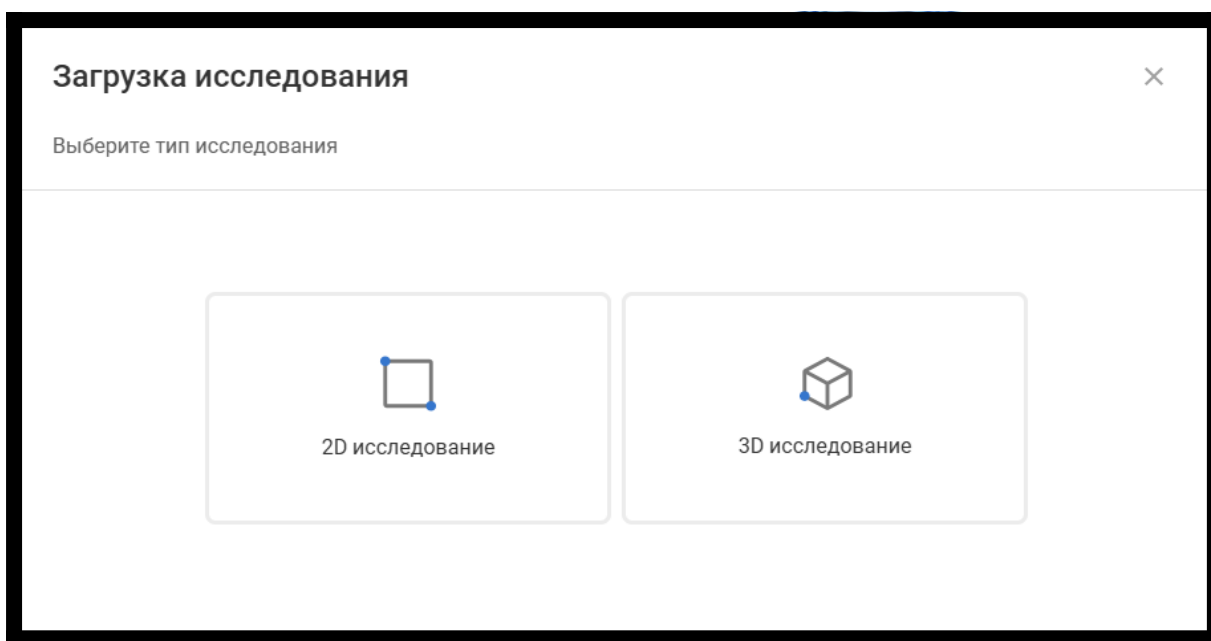 Загрузка исследования
Выберите тип исследования
2D исследование
3D исследование